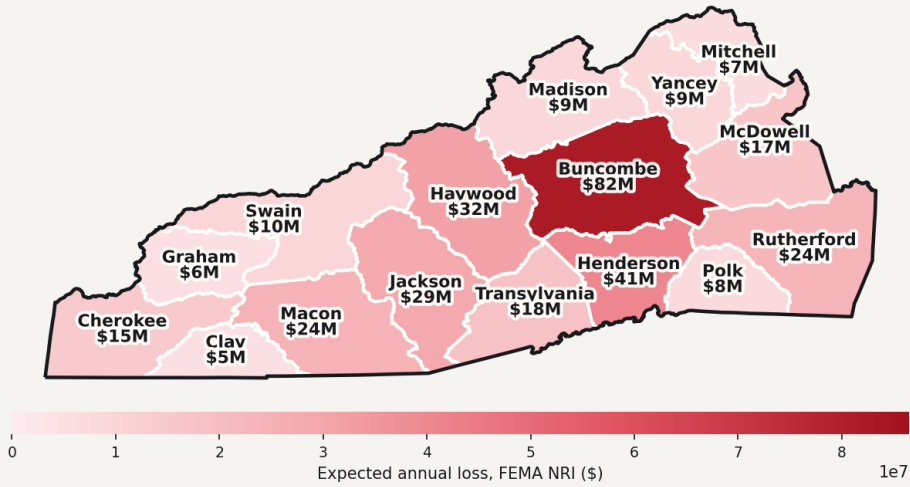 Mitchell
$7M
Madison
$9M
Yancey
$9M
McDowell
$17M
Buncombe
$82M
Haywood
$32M
Swain
$10M
Rutherford
$24M
Graham
$6M
Henderson
$41M
Polk
$8M
Jackson
$29M
Transylvania
$18M
Cherokee
$15M
Macon
$24M
Clay
$5M
0 1 2 3 4 5 6 7 8
1e7
Expected annual loss, FEMA NRI ($)